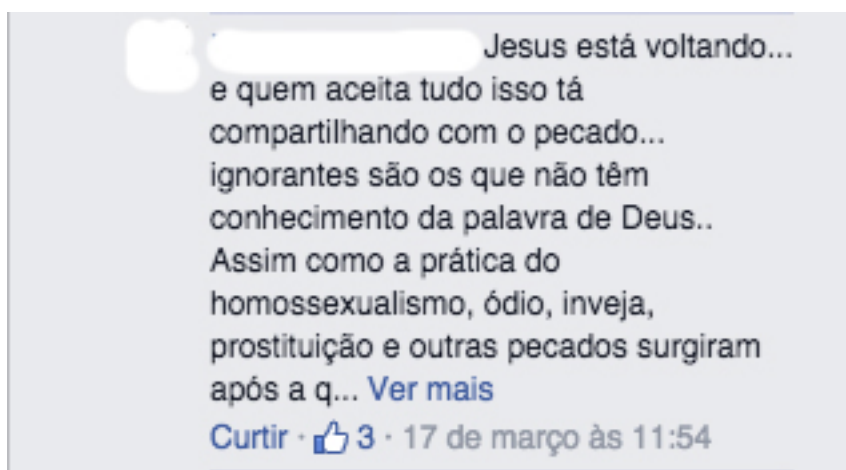 Jesus está voltando...
e quem aceita tudo isso tá
compartilhando com o pecado...
ignorantes são os que não têm
conhecimento da palavra de Deus..
Assim como a prática do
homossexualismo, ódio, inveja,
prostituição e outras pecados surgiram
após a q... Ver mais
Curtir · 3 · 17 de março às 11:54